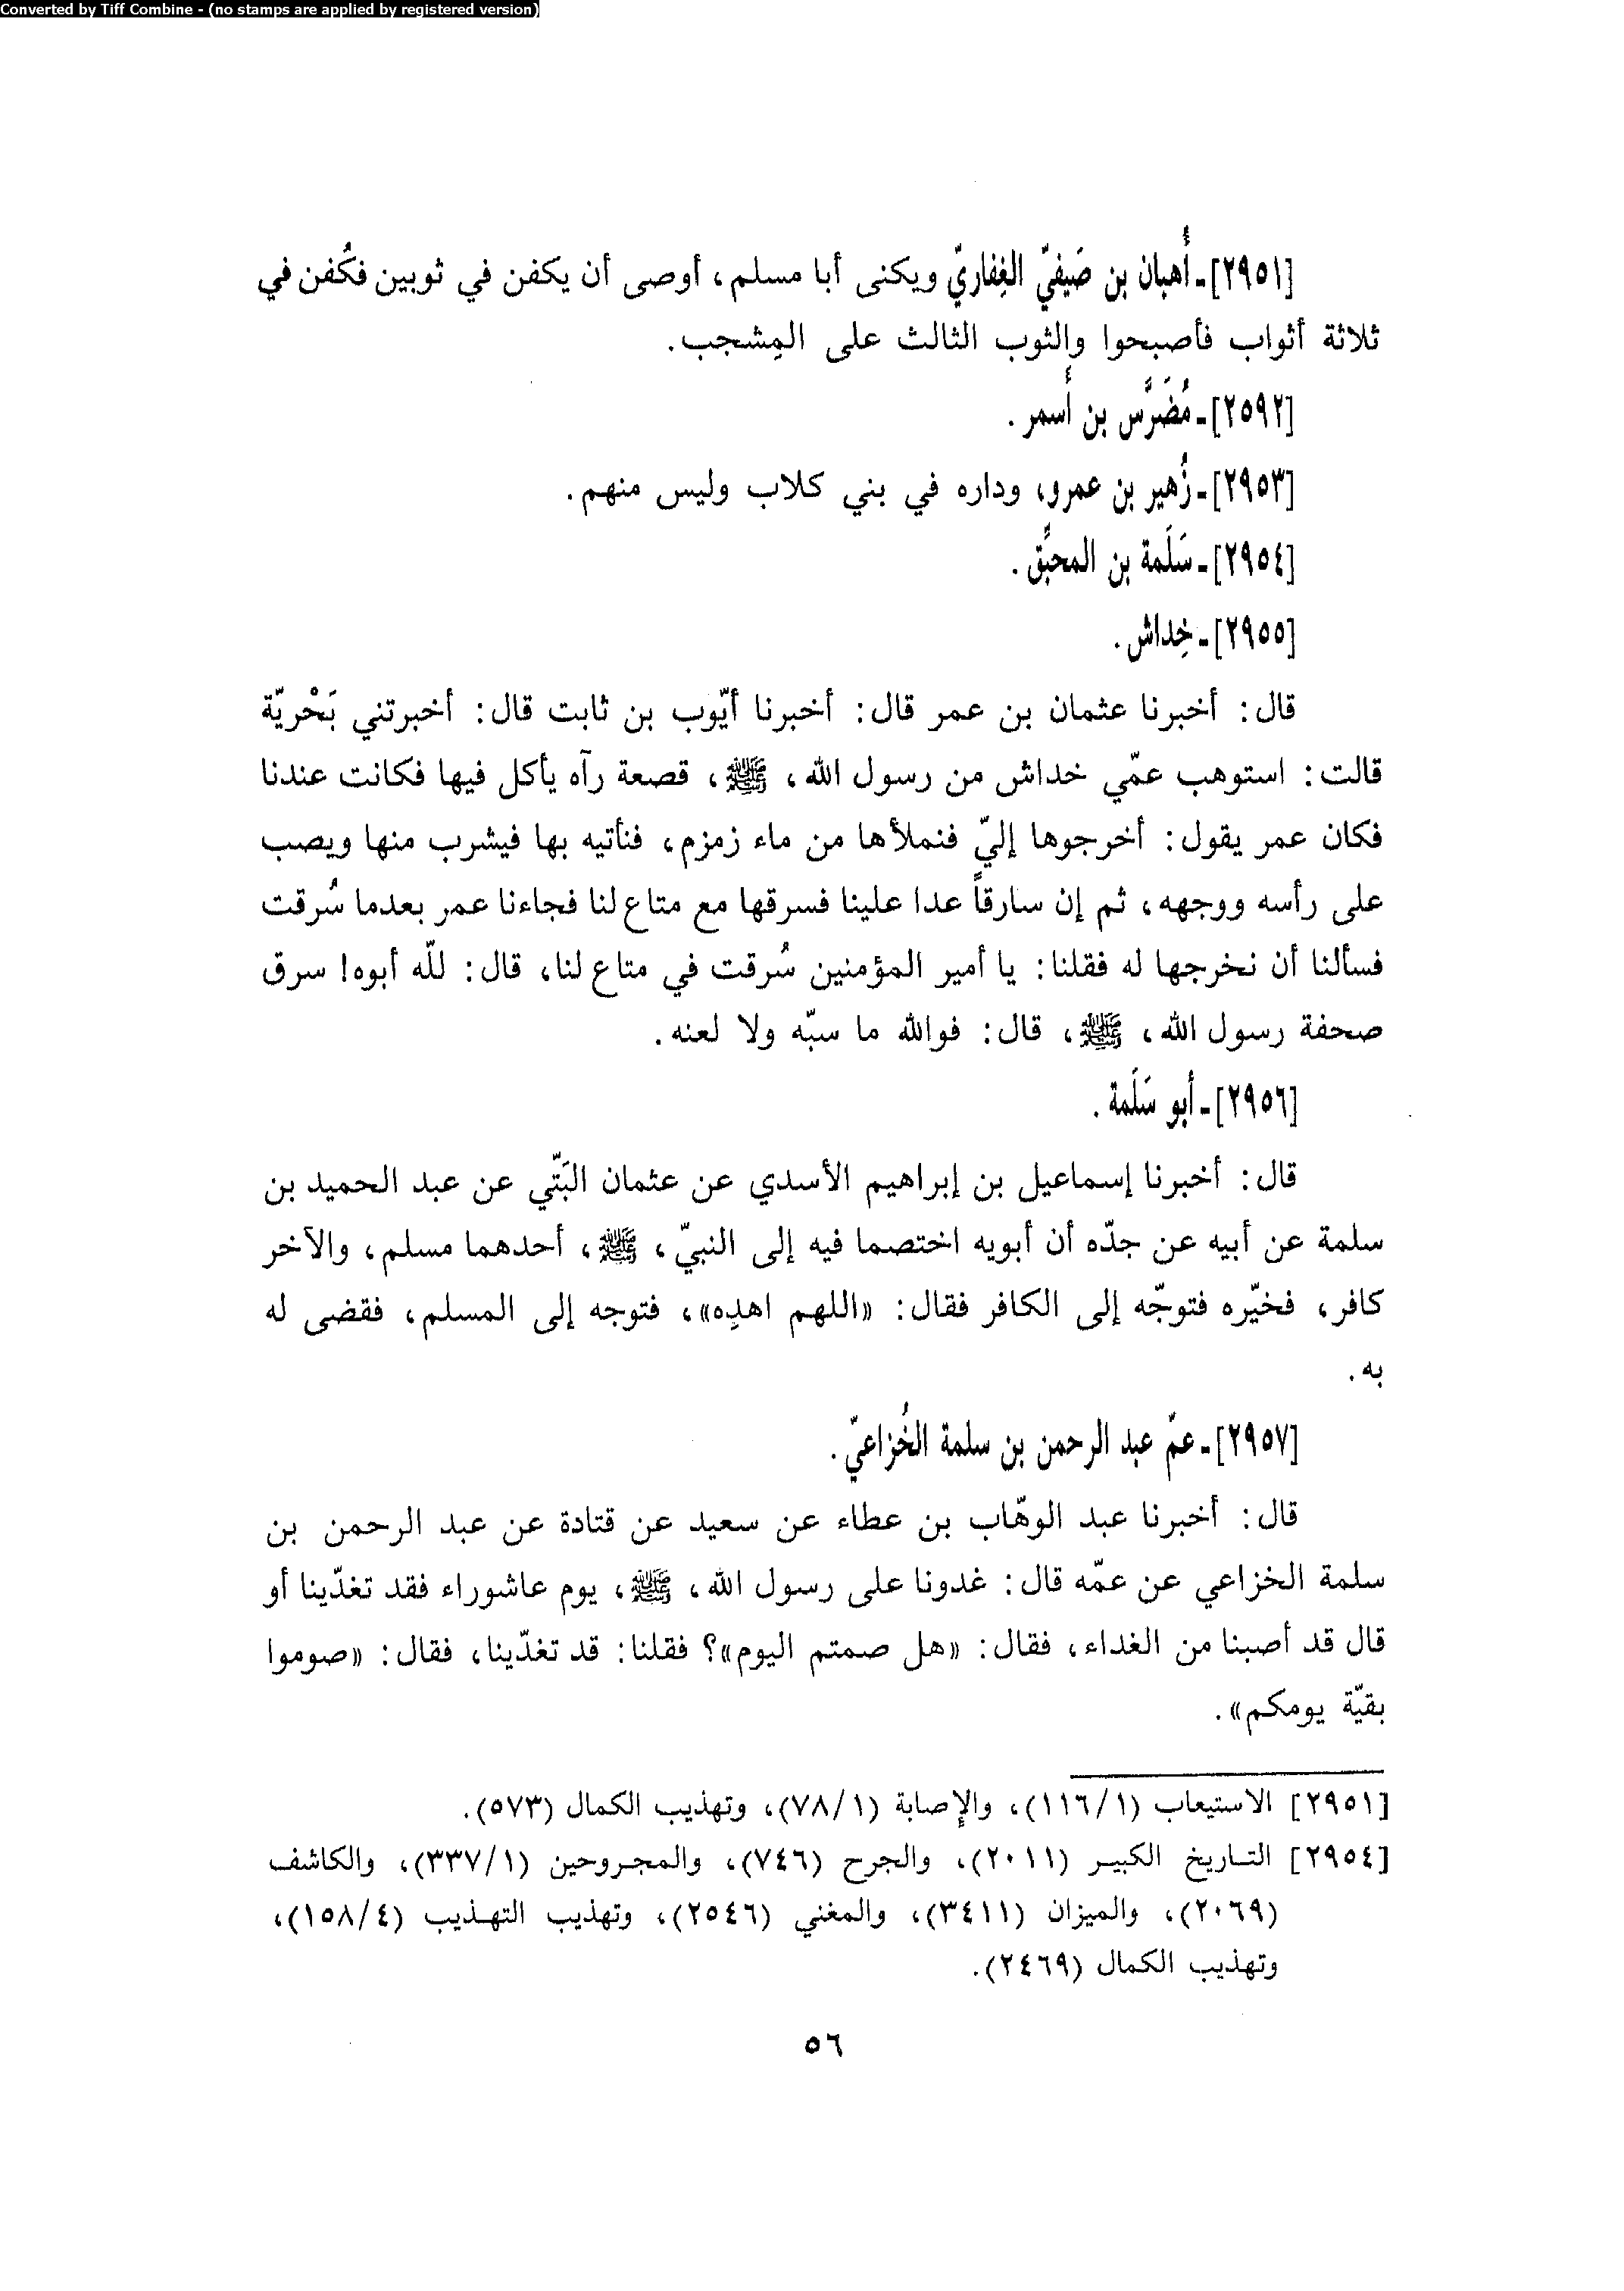 Converted by Tiff Combine - (no stamps are applied by registered version)
[٢٩٥١]ـ أُهبان بن صَيفيّ الغِفاريّ ويكنى أبا مسلم، أوصى أن يكفن في ثوبين فكُفن في
ثلاثة أثواب فأصبحوا والثوب الثالث على المِشجب.
[٢٥٩٢]ـ مُضَرَّس بن أَسمر.
[٢٩٥٣]ـ زُهير بن عمرو، وداره في بني كلاب وليس منهم.
[٢٩٥٤]ـ سَلَمة بن المحبَّق.
[٢٩٥٥]ـ خِداش.
قال: أخبرنا عثمان بن عمر قال: أخبرنا أيّوب بن ثابت قال: أخبرتني بَحْريّة
قالت: استوهب عمّي خداش من رسول الله، ﷺ، قصعة رآه يأكل فيها فكانت عندنا
فكان عمر يقول: أخرجوها إليّ فنملأها من ماء زمزم، فنأتيه بها فيشرب منها ويصب
على رأسه ووجهه، ثم إن سارقاً عدا علينا فسرقها مع متاع لنا فجاءنا عمر بعدما سُرقت
فسألنا أن نخرجها له فقلنا: يا أمير المؤمنين سُرقت في متاع لنا، قال: للّه أبوه! سرق
صحفة رسول الله، ﷺ، قال: فوالله ما سبّه ولا لعنه.
[٢٩٥٦]ـ أبو سَلَمة.
قال: أخبرنا إسماعيل بن إبراهيم الأسدي عن عثمان البَتّي عن عبد الحميد بن
سلمة عن أبيه عن جدّه أن أبويه اختصما فيه إلى النبيّ، ﷺ، أحدهما مسلم، والآخر
كافر، فخيّره فتوجّه إلى الكافر فقال: «اللهم اهدِه»، فتوجه إلى المسلم، فقضى له
به.
[٢٩٥٧]ـ عمّ عبد الرحمن بن سلمة الخُزاعيّ.
قال: أخبرنا عبد الوهّاب بن عطاء عن سعيد عن قتادة عن عبد الرحمن بن
سلمة الخزاعي عن عمّه قال: غدونا على رسول الله، ﷺ، يوم عاشوراء فقد تغدّينا أو
قال قد أصبنا من الغداء، فقال: «هل صمتم اليوم»؟ فقلنا: قد تغدّينا، فقال: «صوموا
بقيّة يومكم».
[٢٩٥١] الاستيعاب (١/١١٦)، والإصابة (١/٧٨)، وتهذيب الكمال (٥٧٣).
[٢٩٥٤] التاريخ الكبير (٢٠١١)، والجرح (٧٤٦)، والمجروحين (١/٣٣٧)، والكاشف
(٢٠٦٩)، والميزان (٣٤١١)، والمغني (٢٥٤٦)، وتهذيب التهذيب (٤/١٥٨)،
وتهذيب الكمال (٢٤٦٩).
٥٦